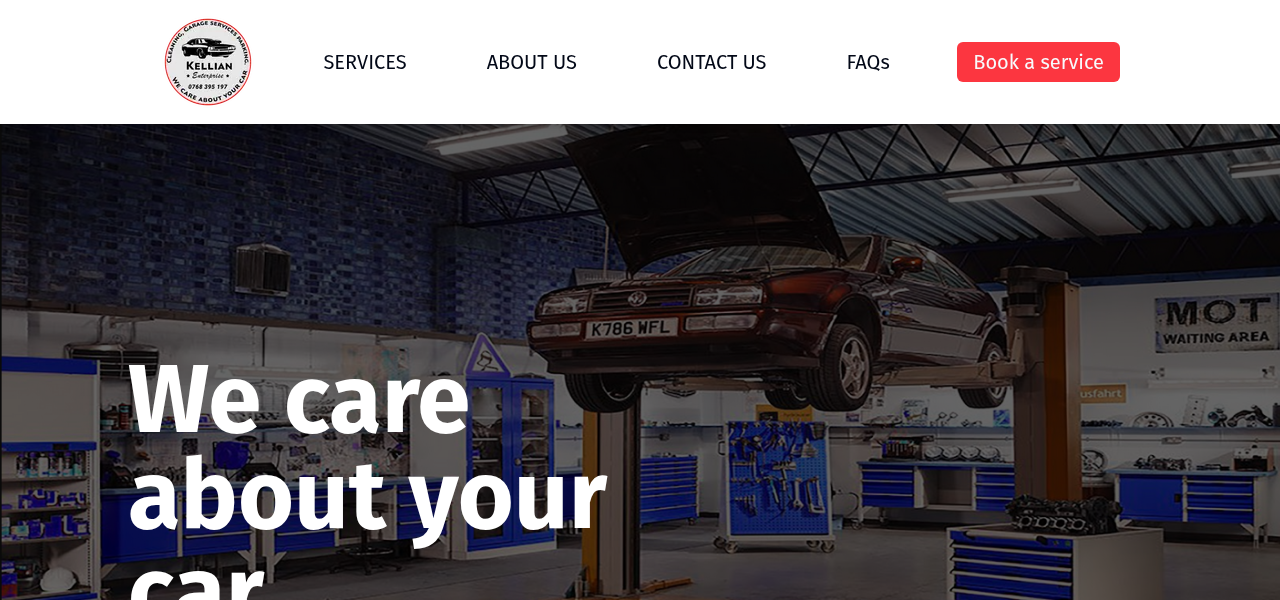 CLEANING, GARAGE SERVICES PARKING.
KELLIAN
Enterprise
0768 395 197
WE CARE ABOUT YOUR CAR
SERVICES
ABOUT US
CONTACT US
FAQs
Book a service
MOT
WAITING AREA
K786 WFL
usfahrt
We care
about your
car